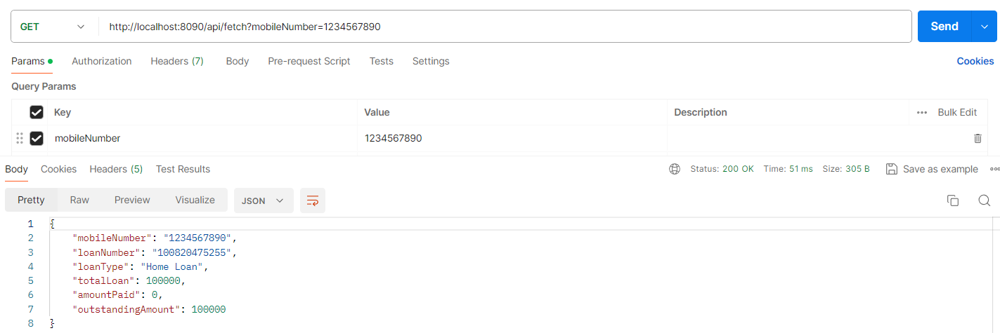 GET http://localhost:8090/api/fetch?mobileNumber=1234567890 Send
Params Authorization Headers (7) Body Pre-request Script Tests Settings Cookies
Query Params
Key Value Description Bulk Edit
mobileNumber 1234567890
Body Cookies Headers (5) Test Results Status: 200 OK Time: 51 ms Size: 305 B Save as example
Pretty Raw Preview Visualize JSON
1 {
2 "mobileNumber": "1234567890",
3 "loanNumber": "100820475255",
4 "loanType": "Home Loan",
5 "totalLoan": 100000,
6 "amountPaid": 0,
7 "outstandingAmount": 100000
8 }